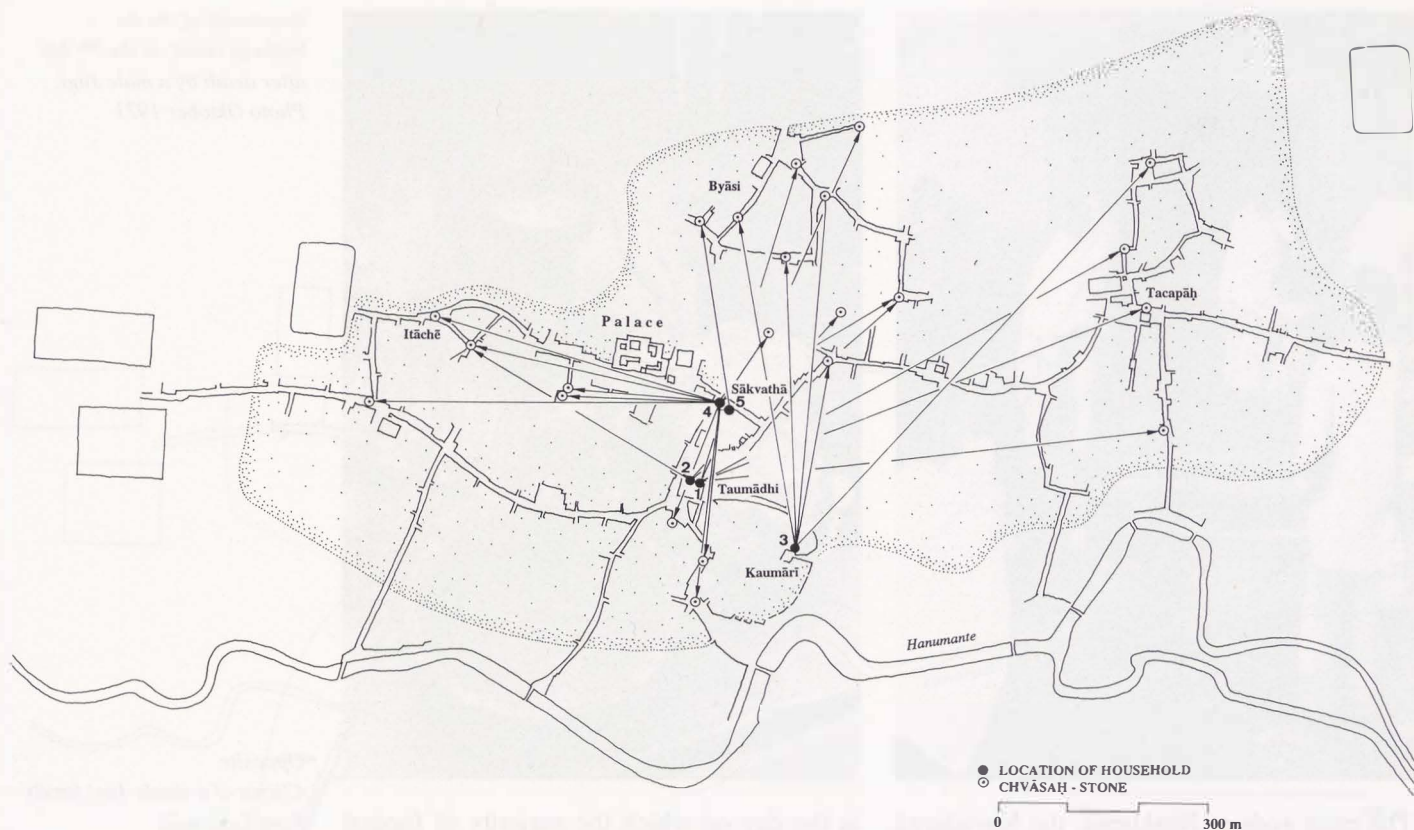 Byāsi
Tacapāḥ
Palace
Itāchē
Sākvathā
5
4
2
1
Taumādhi
3
Kaumārī
Hanumante
LOCATION OF HOUSEHOLD
CHVĀSAḤ - STONE
0
300 m